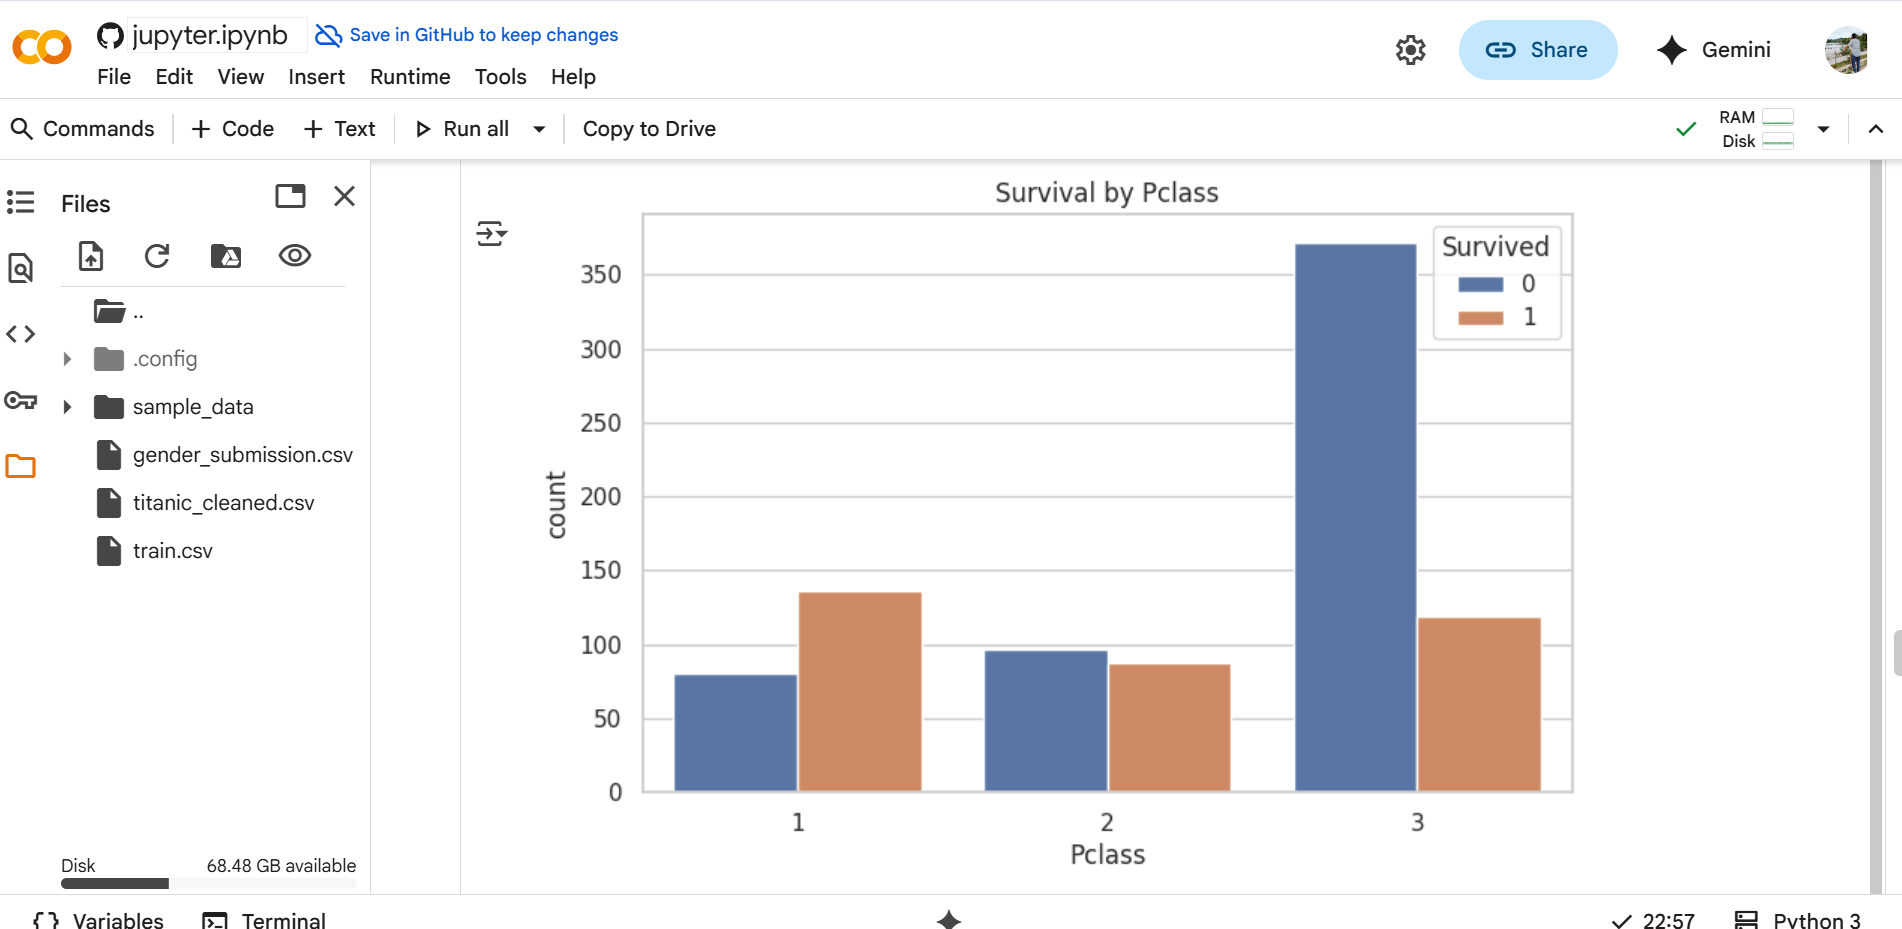 jupyter.ipynb Save in GitHub to keep changes
File Edit View Insert Runtime Tools Help
Share Gemini
Commands + Code + Text Run all Copy to Drive
RAM
Disk
Files
..
.config
sample_data
gender_submission.csv
titanic_cleaned.csv
train.csv
Disk 68.48 GB available
Survival by Pclass
Survived
0
1
350
300
250
200
150
100
50
0
count
1 2 3
Pclass
Variables Terminal 22:57 Python 3